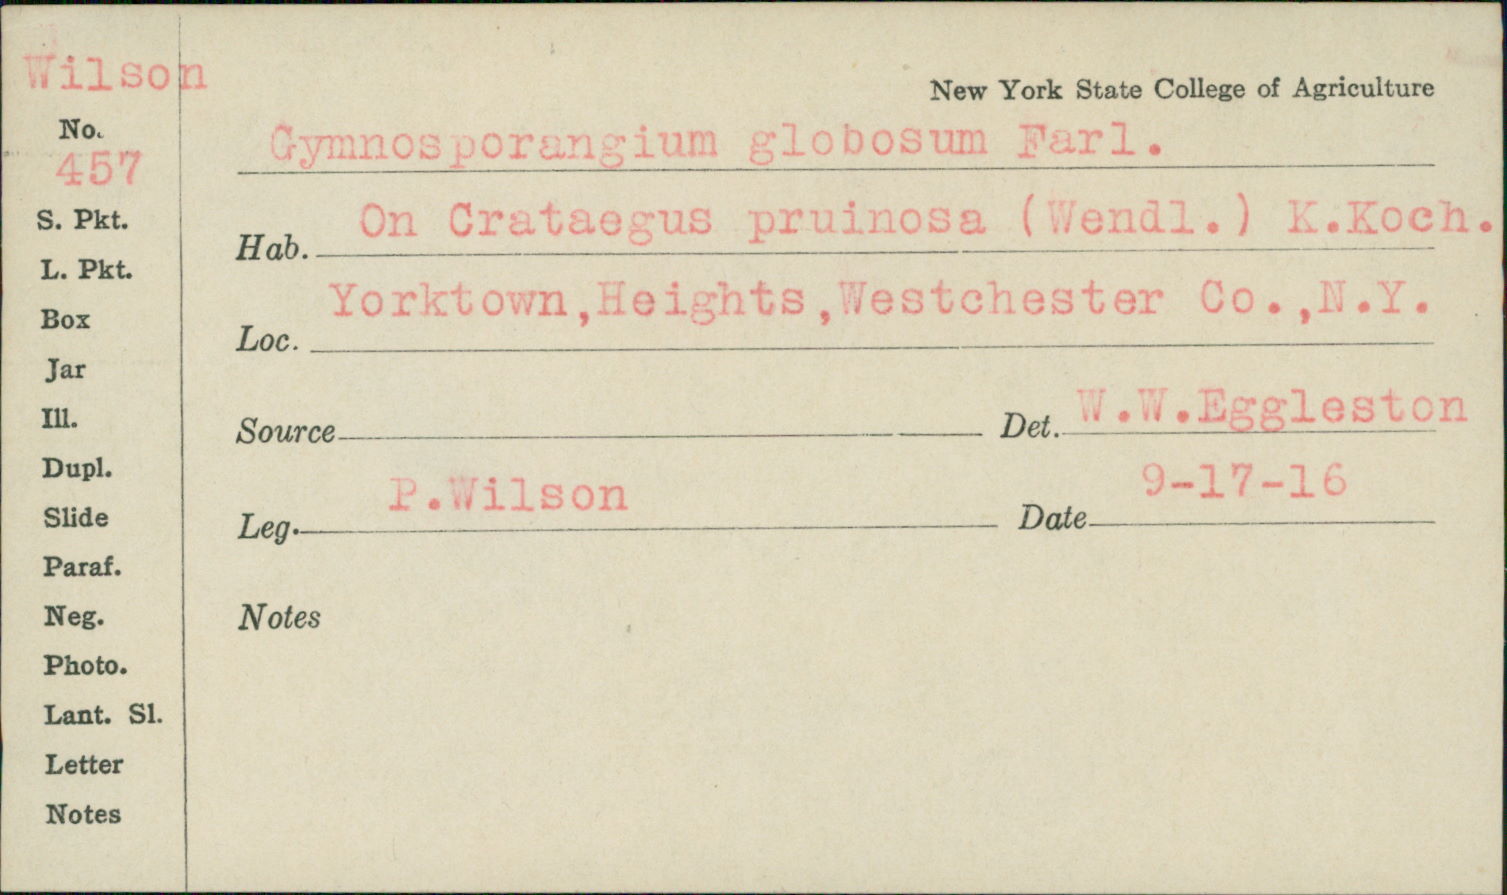 Wilson
New York State College of Agriculture
No.
457
Gymnosporangium globosum Farl.
S. Pkt.
Hab. On Crataegus pruinosa (Wendl.) K.Koch.
L. Pkt.
Box
Loc. Yorktown,Heights,Westchester Co.,N.Y.
Jar
Ill.
Source Det. W.W.Eggleston
Dupl.
Slide
Leg. P.Wilson Date 9-17-16
Paraf.
Neg.
Notes
Photo.
Lant. Sl.
Letter
Notes